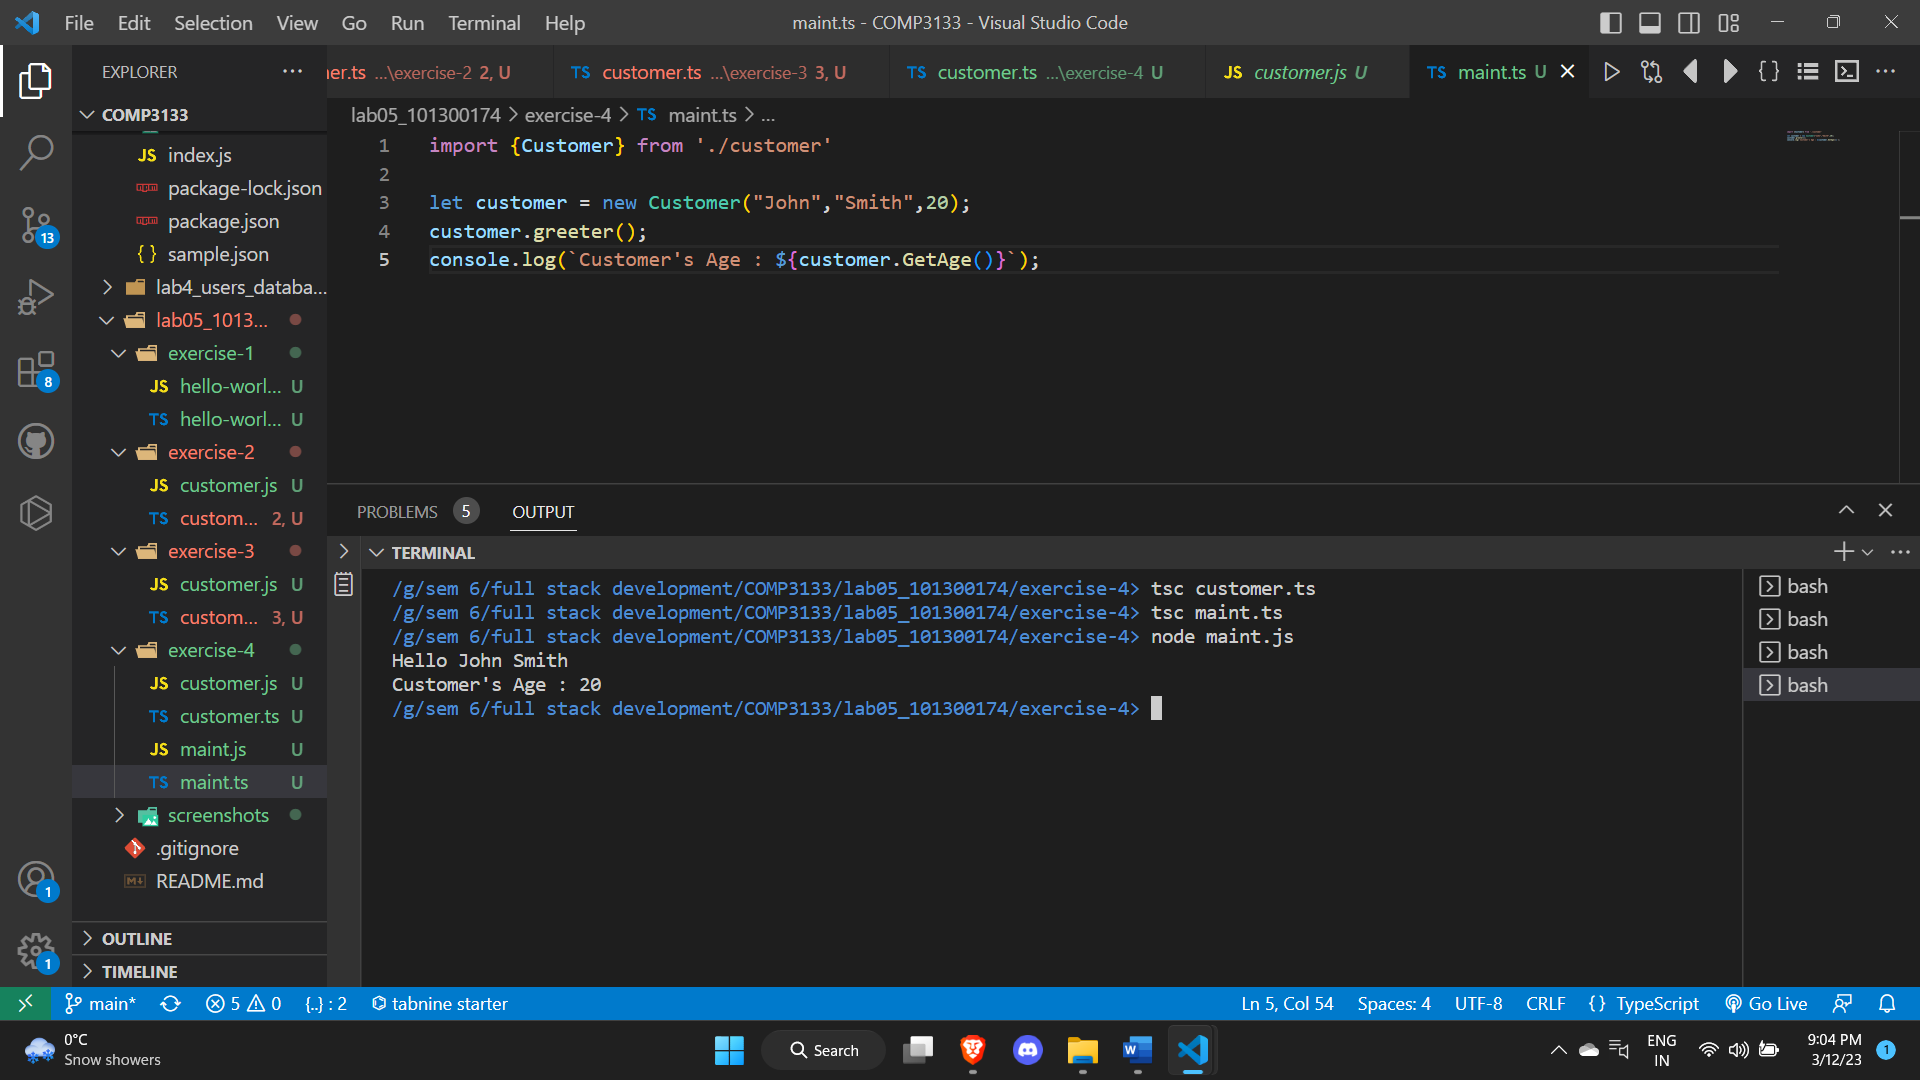 File Edit Selection View Go Run Terminal Help
maint.ts - COMP3133 - Visual Studio Code
EXPLORER
COMP3133
index.js
package-lock.json
package.json
sample.json
lab4_users_databa...
lab05_1013...
exercise-1
JS hello-worl... U
TS hello-worl... U
exercise-2
JS customer.js U
TS custom... 2, U
exercise-3
JS customer.js U
TS custom... 3, U
exercise-4
JS customer.js U
TS customer.ts U
JS maint.js U
TS maint.ts U
screenshots
.gitignore
README.md
OUTLINE
TIMELINE
er.ts ...\exercise-2 2, U
TS customer.ts ...\exercise-3 3, U
TS customer.ts ...\exercise-4 U
JS customer.js U
TS maint.ts U
lab05_101300174 > exercise-4 > TS maint.ts > ...
1 import {Customer} from './customer'
2
3 let customer = new Customer("John","Smith",20);
4 customer.greeter();
5 console.log(`Customer's Age : ${customer.GetAge()}`);
PROBLEMS 5 OUTPUT
TERMINAL
/g/sem 6/full stack development/COMP3133/lab05_101300174/exercise-4> tsc customer.ts
/g/sem 6/full stack development/COMP3133/lab05_101300174/exercise-4> tsc maint.ts
/g/sem 6/full stack development/COMP3133/lab05_101300174/exercise-4> node maint.js
Hello John Smith
Customer's Age : 20
/g/sem 6/full stack development/COMP3133/lab05_101300174/exercise-4>
bash
bash
bash
bash
13
8
1
1
main* 5 0 {..} : 2 tabnine starter
Ln 5, Col 54 Spaces: 4 UTF-8 CRLF {} TypeScript Go Live
0°C
Snow showers
Search
ENG
IN
9:04 PM
3/12/23
1